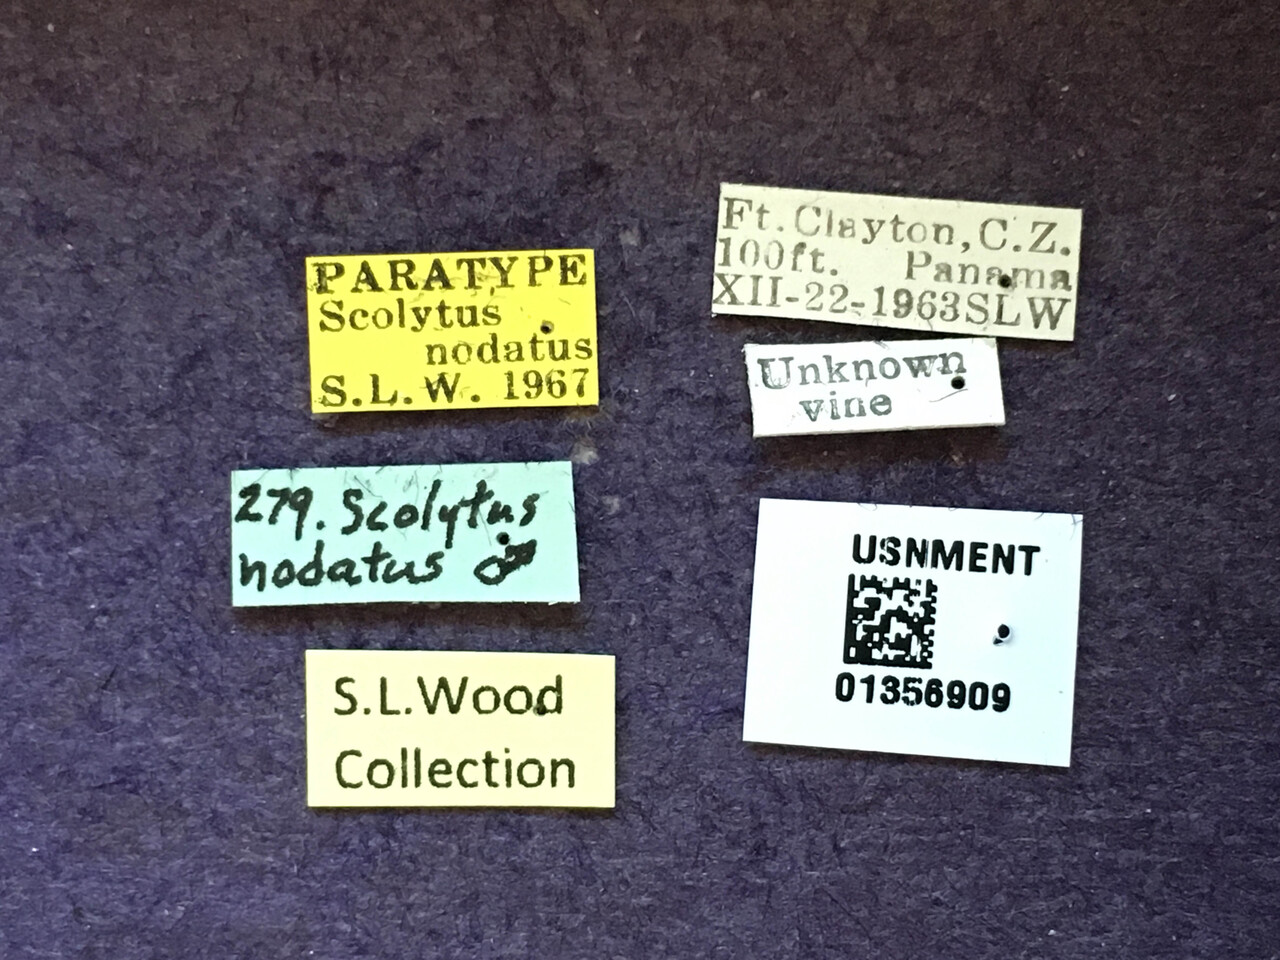 PARATYPE
Scolytus
nodatus
S.L.W. 1967
279. Scolytus
nodatus ♂
S.L.Wood
Collection
Ft. Clayton, C.Z.
100ft. Panama
XII-22-1963SLW
Unknown
vine
USNMENT
01356909